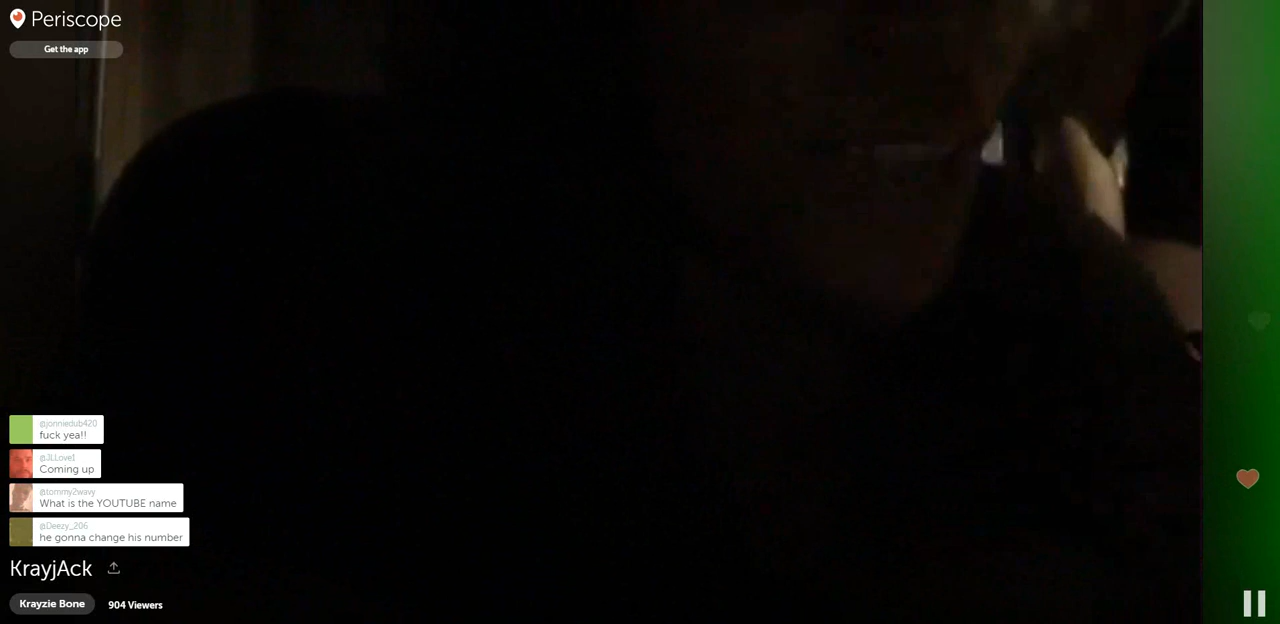 Periscope
Get the app
@jonniedub420
fuck yea!!
@JLLove1
Coming up
@tommy2wavy
What is the YOUTUBE name
@Deezy_206
he gonna change his number
KrayjAck
Krayzie Bone
904 Viewers